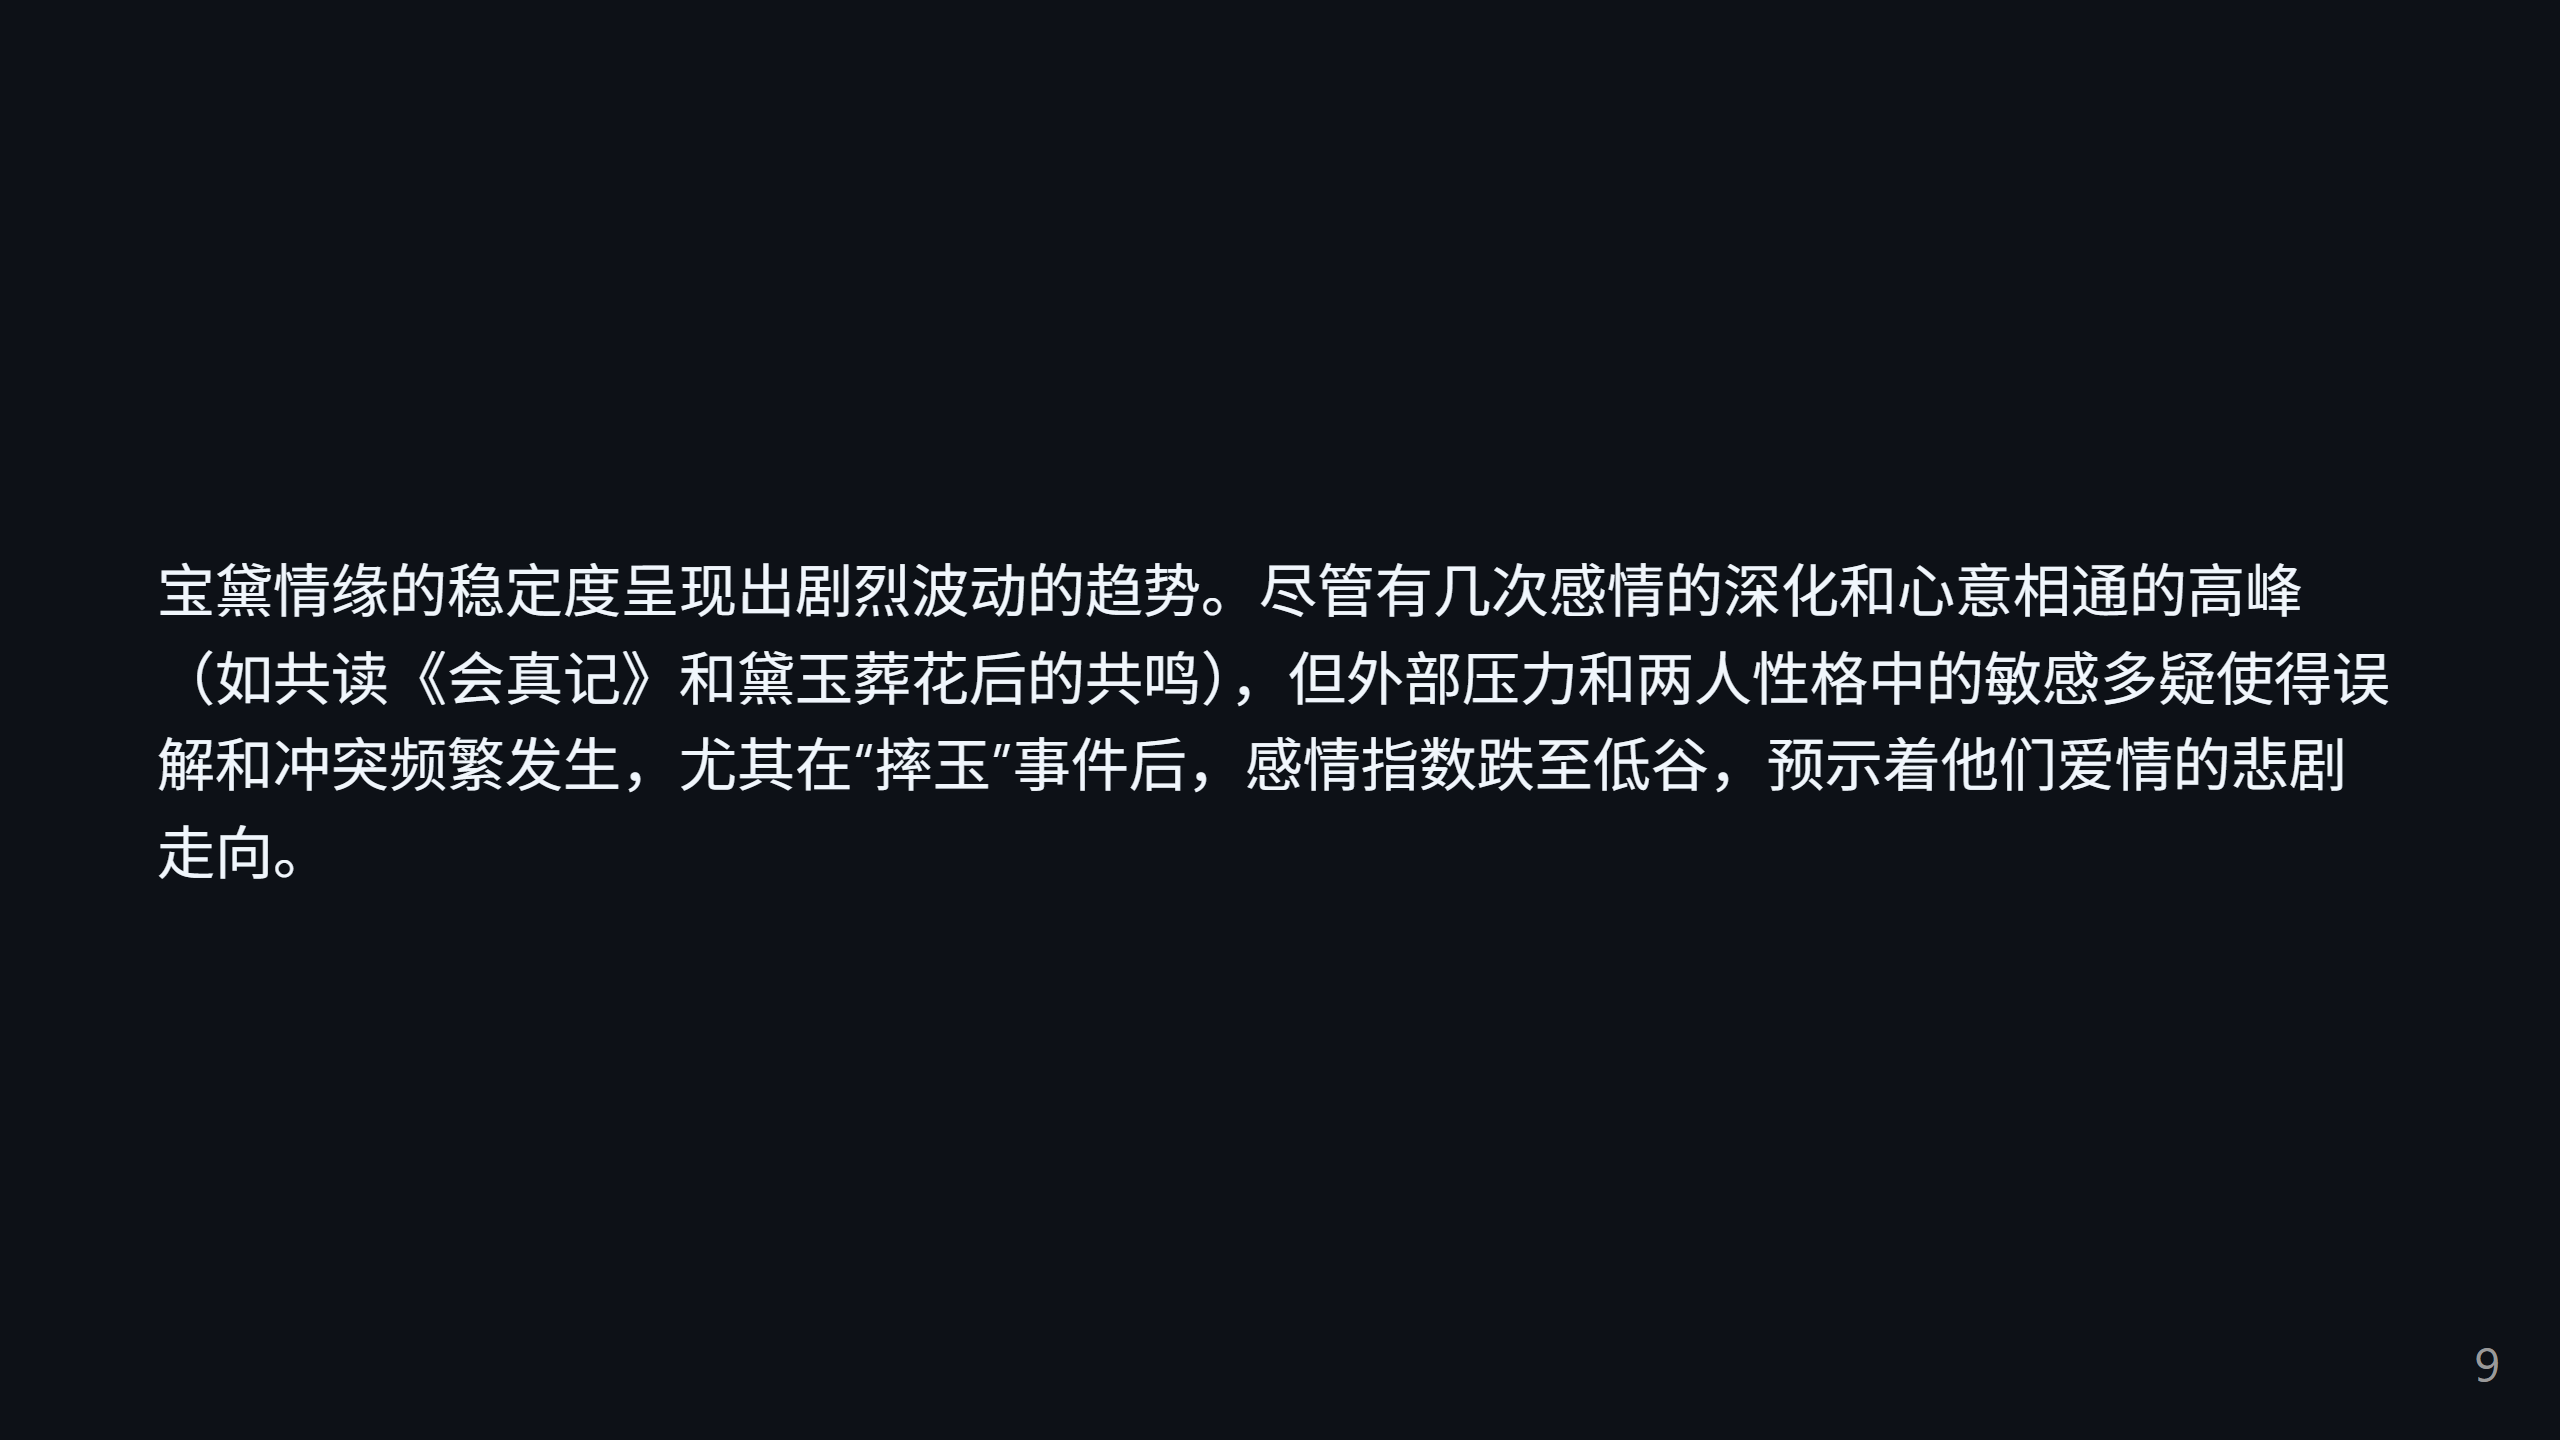 宝黛情缘的稳定度呈现出剧烈波动的趋势。尽管有几次感情的深化和心意相通的高峰
（如共读《会真记》和黛玉葬花后的共鸣），但外部压力和两人性格中的敏感多疑使得误
解和冲突频繁发生，尤其在“摔玉”事件后，感情指数跌至低谷，预示着他们爱情的悲剧
走向。
9